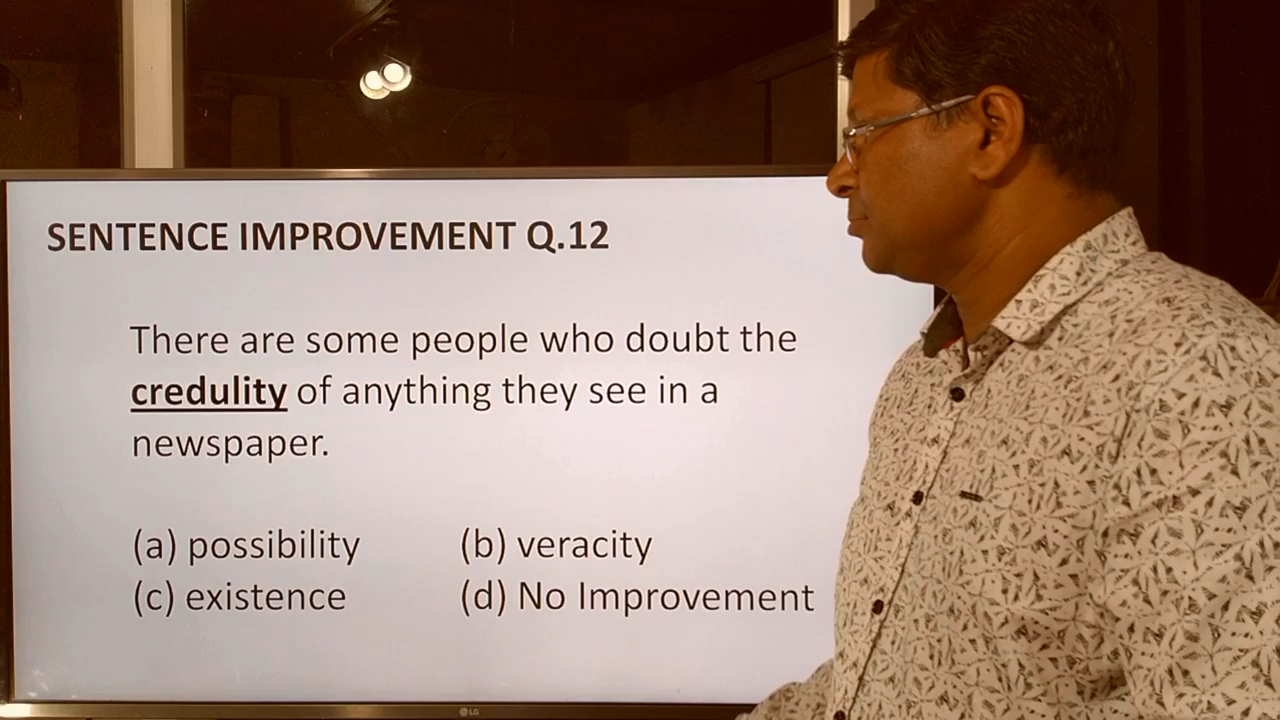 SENTENCE IMPROVEMENT Q.12
There are some people who doubt the
credulity of anything they see in a
newspaper.
(a) possibility (b) veracity
(c) existence (d) No Improvement
LG